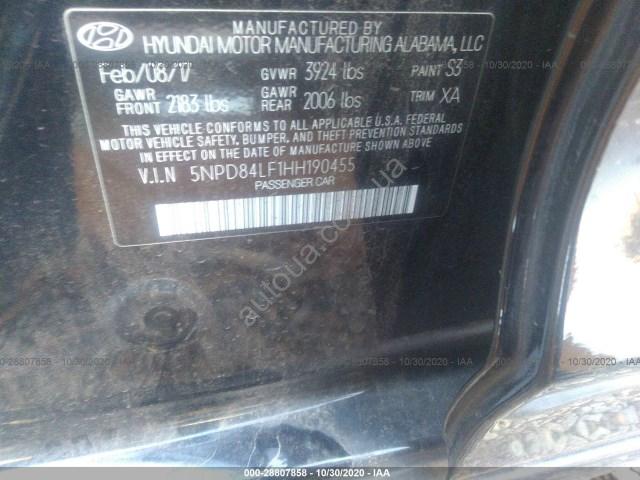 MANUFACTURED BY
HYUNDAI MOTOR MANUFACTURING ALABAMA, LLC
Feb/08/17 GVWR 3924 lbs PAINT S3
GAWR FRONT 2183 lbs GAWR REAR 2006 lbs TRIM XA
THIS VEHICLE CONFORMS TO ALL APPLICABLE U.S.A. FEDERAL
MOTOR VEHICLE SAFETY, BUMPER, AND THEFT PREVENTION STANDARDS
IN EFFECT ON THE DATE OF MANUFACTURE SHOWN ABOVE
V.I.N 5NPD84LF1HH190455
PASSENGER CAR
autoua.com
000-28807858 - 10/30/2020 - IAA